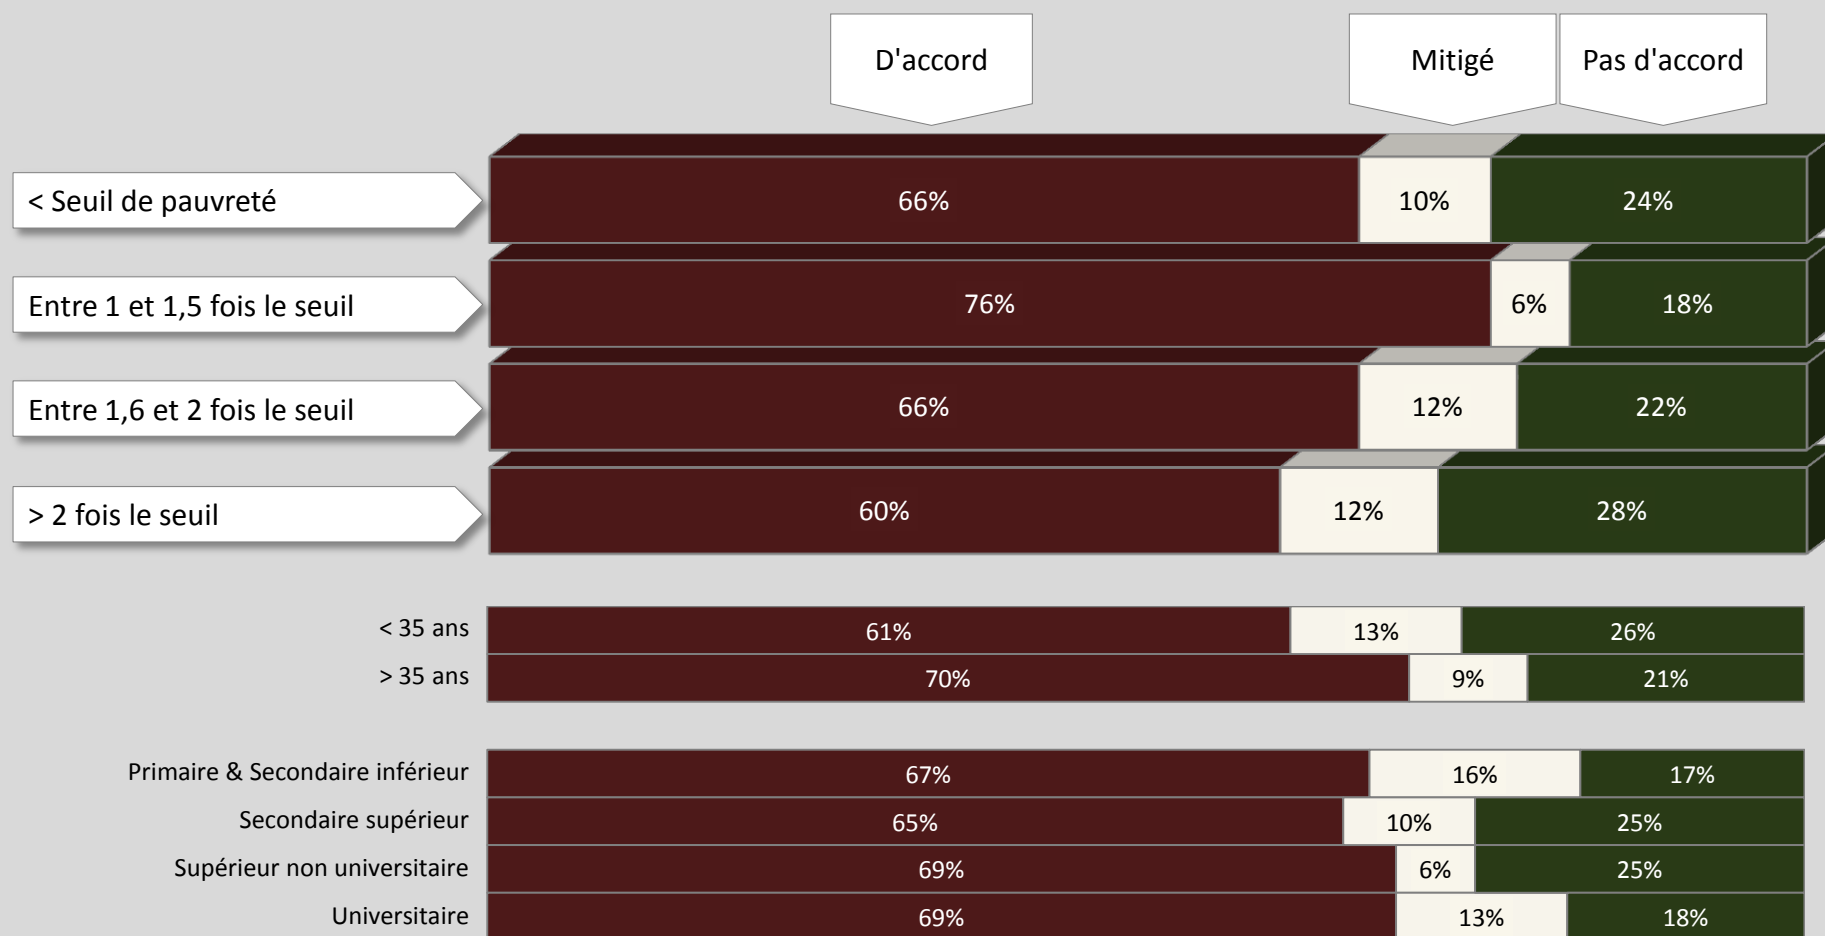 D'accord Mitigé Pas d'accord
< Seuil de pauvreté 66% 10% 24%
Entre 1 et 1,5 fois le seuil 76% 6% 18%
Entre 1,6 et 2 fois le seuil 66% 12% 22%
> 2 fois le seuil 60% 12% 28%
< 35 ans 61% 13% 26%
> 35 ans 70% 9% 21%
Primaire & Secondaire inférieur 67% 16% 17%
Secondaire supérieur 65% 10% 25%
Supérieur non universitaire 69% 6% 25%
Universitaire 69% 13% 18%